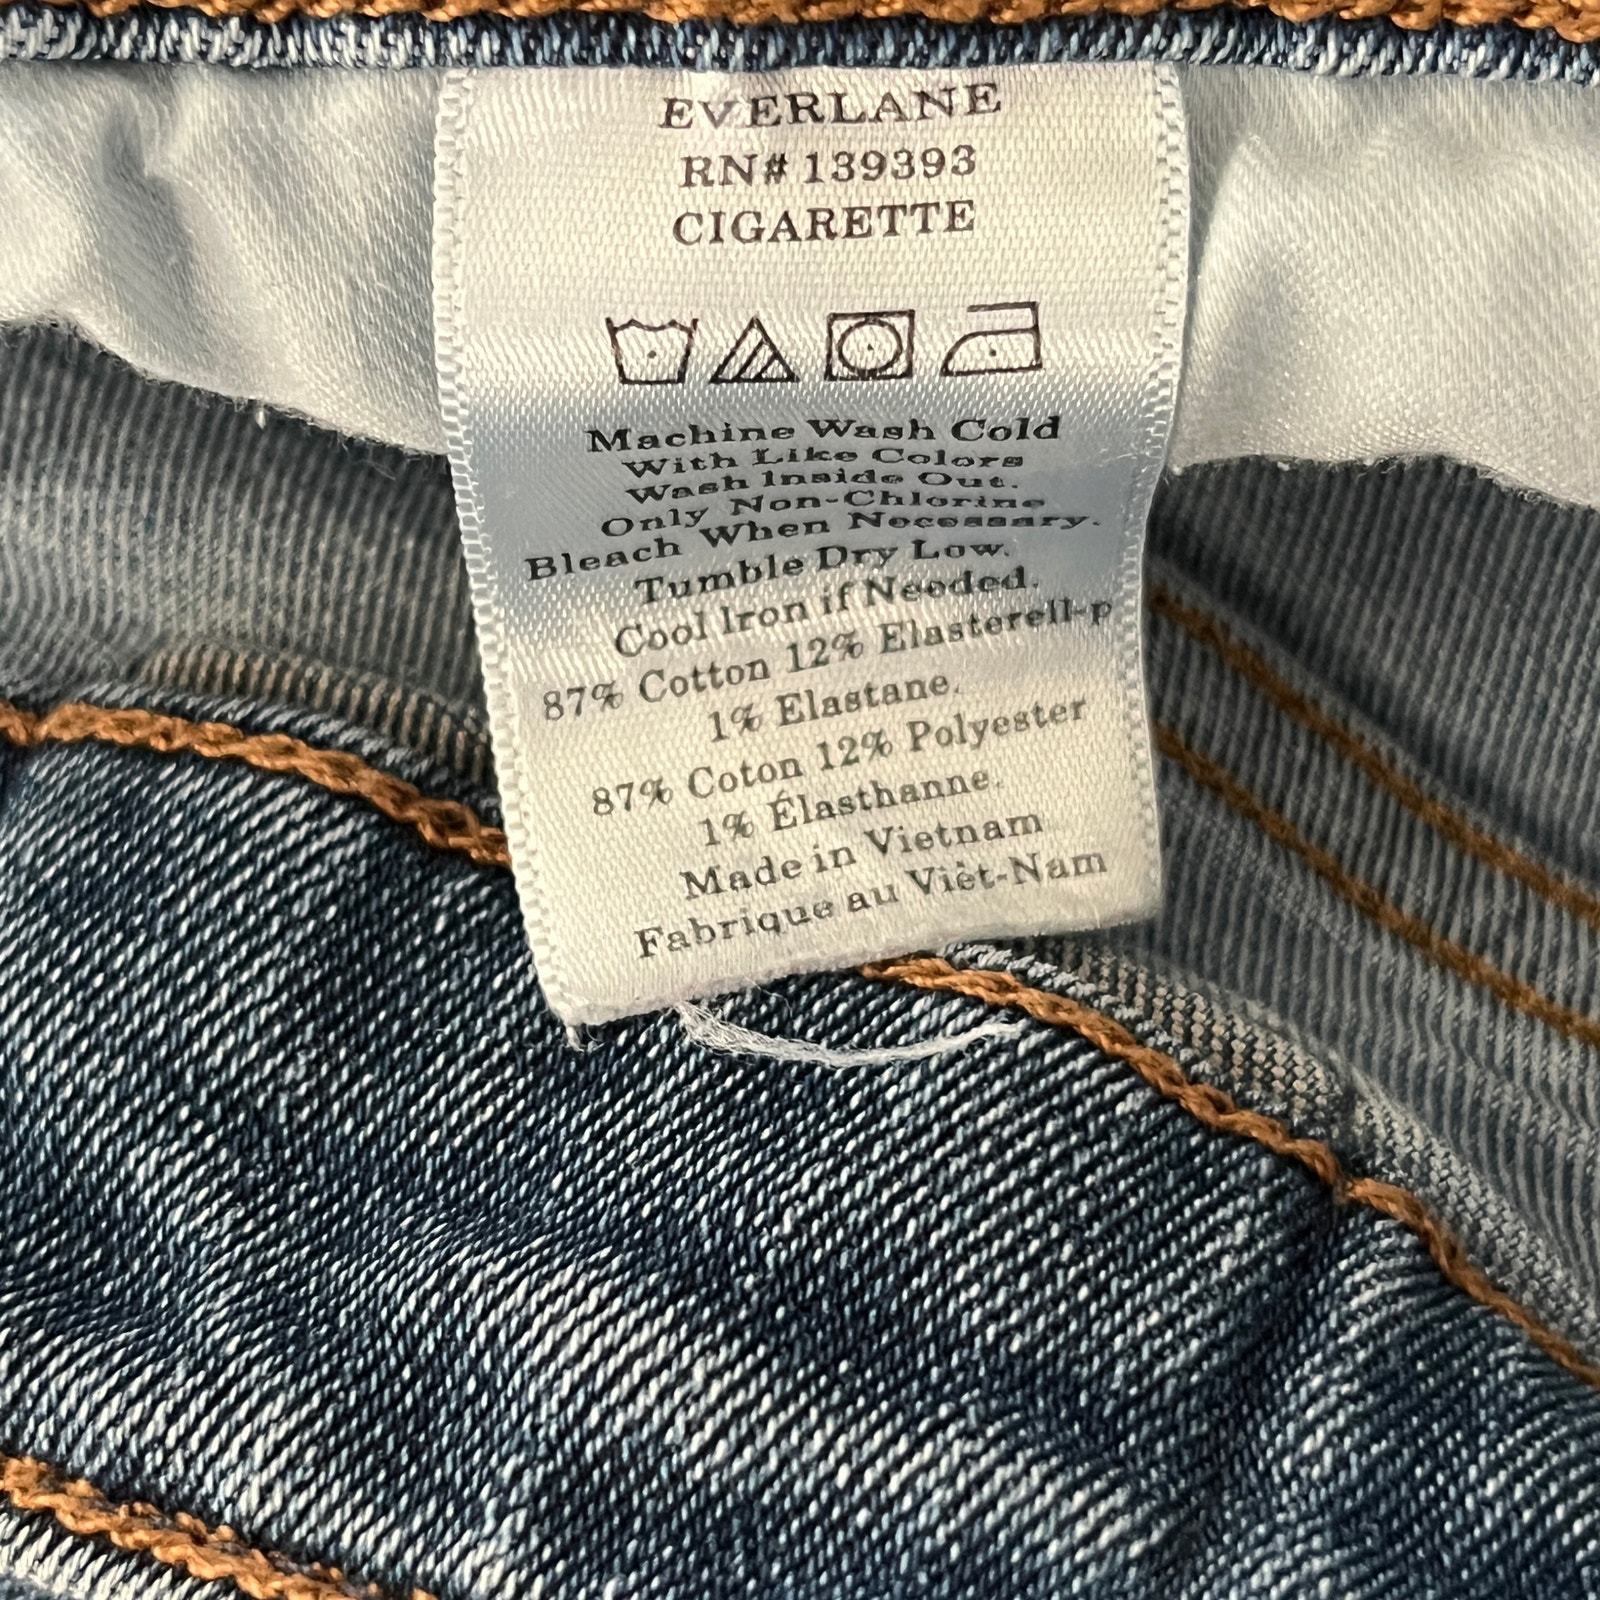 EVERLANE
RN# 139393
CIGARETTE
Machine Wash Cold
With Like Colors
Wash Inside Out.
Only Non-Chlorine
Bleach When Necessary.
Tumble Dry Low.
Cool Iron if Needed.
87% Cotton 12% Elasterell-p
1% Elastane.
87% Coton 12% Polyester
1% Élasthanne.
Made in Vietnam
Fabrique au Vièt-Nam